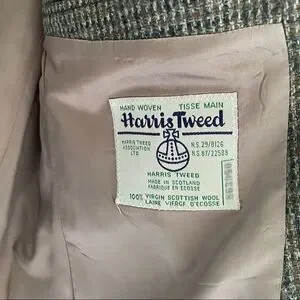 HAND WOVEN TISSE MAIN
Harris Tweed
HARRIS TWEED
ASSOCIATION
LTD.
N.S.29/8126
N.S.87/22589
HARRIS TWEED
MADE IN SCOTLAND
FABRIQUE EN ECOSSE
100% VIRGIN SCOTTISH WOOL
LAINE VIERGE D'ECOSSE